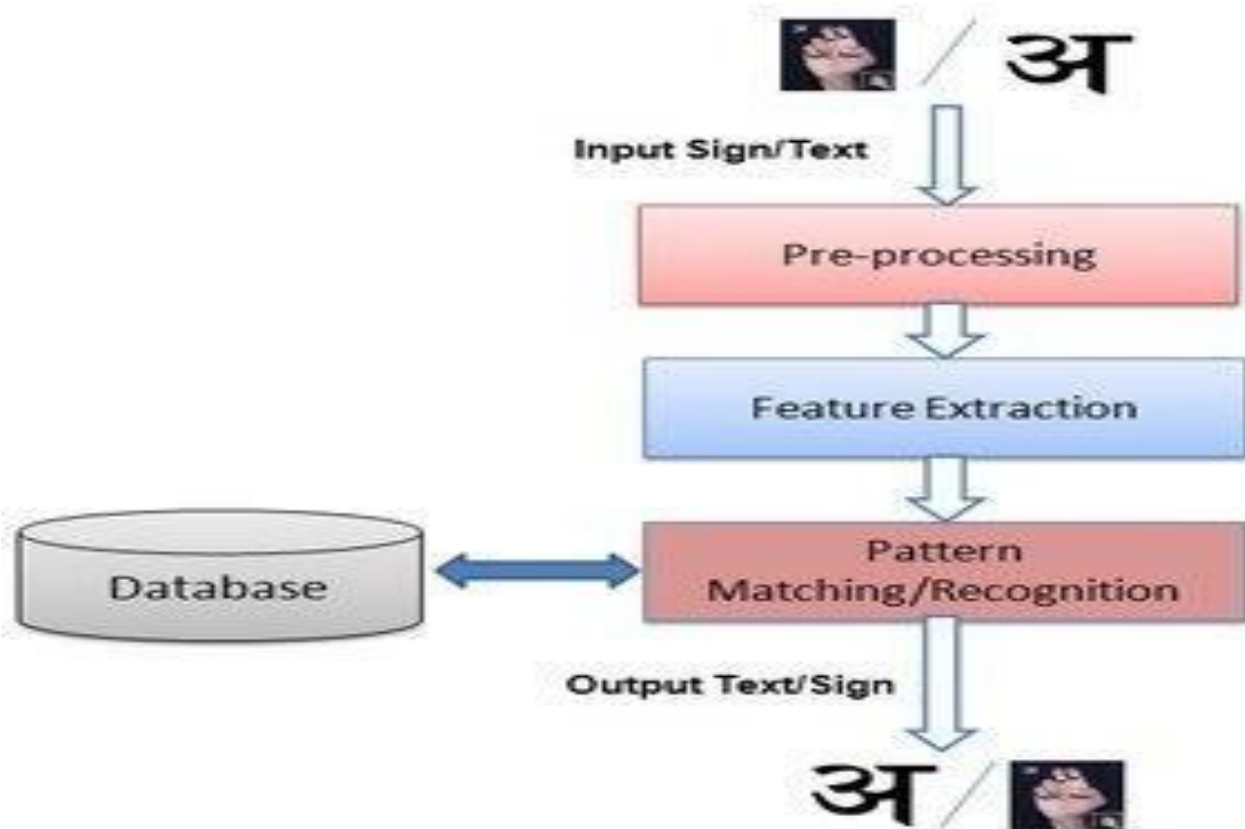 अ
Input Sign/Text
Pre-processing
Feature Extraction
Pattern
Matching/Recognition
Database
Output Text/Sign
अ